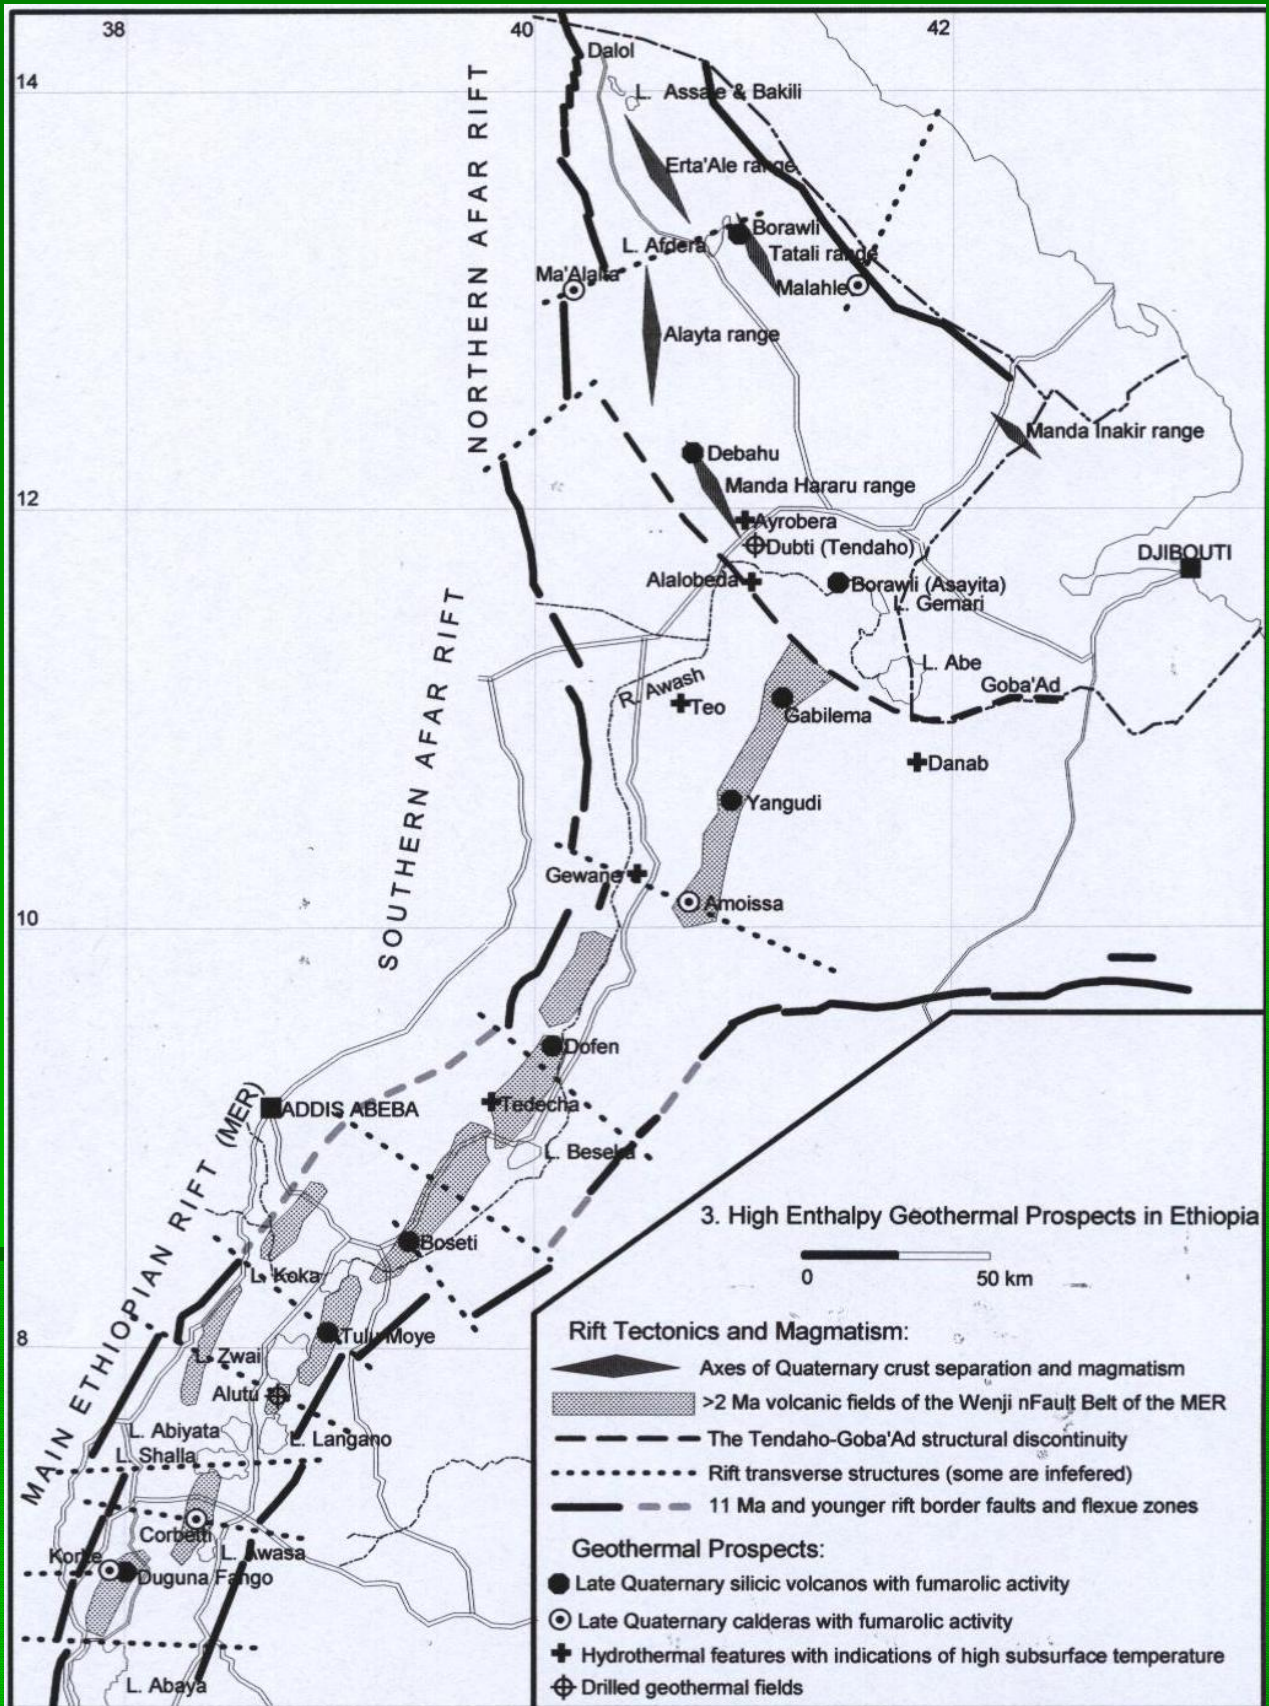 38
40
42
14
Dalol
L. Assale & Bakili
Erta'Ale range
NORTHERN AFAR RIFT
Borawli
L. Afdera
Tatali range
Ma'Alalta
Malahle
Alayta range
Manda Inakir range
Debahu
Manda Hararu range
12
Ayrobera
Dubti (Tendaho)
DJIBOUTI
Alalobeda
Borawli (Asayita)
L. Gemari
L. Abe
R. Awash
Goba'Ad
Teo
Gabilema
SOUTHERN AFAR RIFT
Danab
Yangudi
Gewane
Amoissa
10
Dofen
Tedecha
ADDIS ABEBA
L. Beseka
MAIN ETHIOPIAN RIFT (MER)
Boseti
L. Koka
Tulu Moye
8
L. Zwai
Alutu
L. Abiyata
L. Langano
L. Shalla
Corbetti
L. Awasa
Korke
Duguna Fango
L. Abaya
3. High Enthalpy Geothermal Prospects in Ethiopia
0 50 km
Rift Tectonics and Magmatism:
Axes of Quaternary crust separation and magmatism
>2 Ma volcanic fields of the Wenji nFault Belt of the MER
The Tendaho-Goba'Ad structural discontinuity
Rift transverse structures (some are infefered)
11 Ma and younger rift border faults and flexue zones
Geothermal Prospects:
Late Quaternary silicic volcanos with fumarolic activity
Late Quaternary calderas with fumarolic activity
Hydrothermal features with indications of high subsurface temperature
Drilled geothermal fields